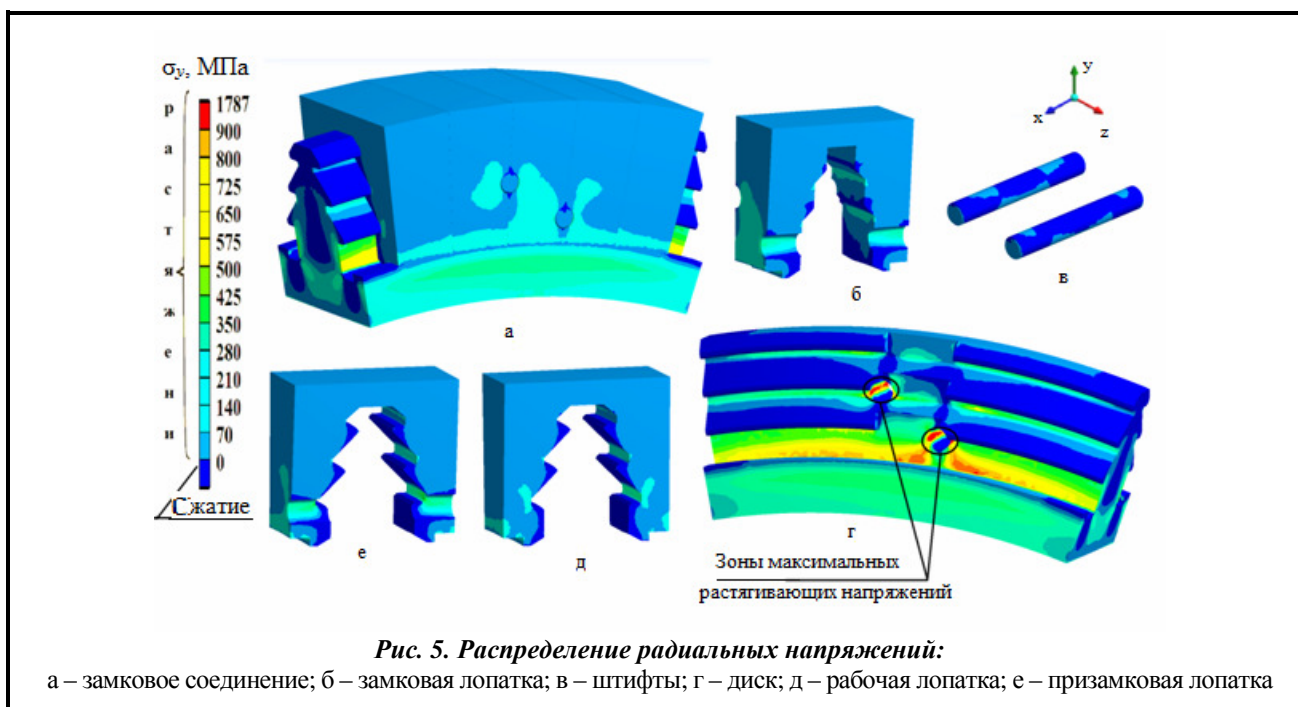 σy, МПа
растяжении
1787
900
800
725
650
575
500
425
350
280
210
140
70
0
Сжатие
а
б
y
x
z
в
е
д
г
Зоны максимальных
растягивающих напряжений
Рис. 5. Распределение радиальных напряжений:
а – замковое соединение; б – замковая лопатка; в – штифты; г – диск; д – рабочая лопатка; е – призамковая лопатка